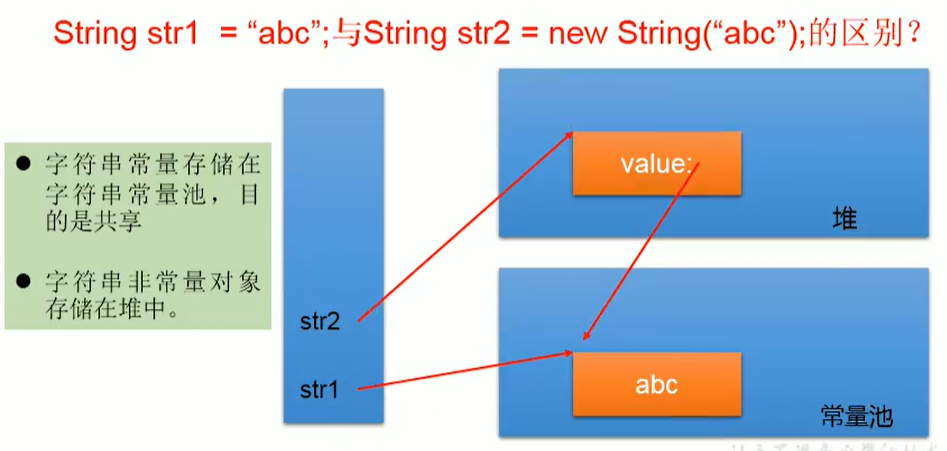 String str1 = “abc”;与String str2 = new String(“abc”);的区别？
● 字符串常量存储在
字符串常量池，目
的是共享
● 字符串非常量对象
存储在堆中。
str2
str1
value:
堆
abc
常量池